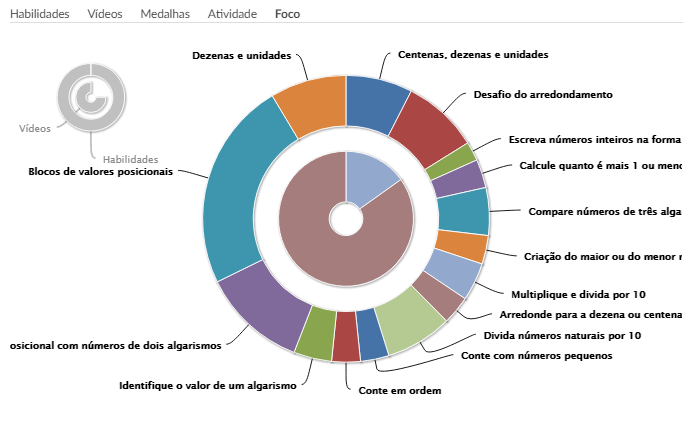 Habilidades Vídeos Medalhas Atividade Foco
Dezenas e unidades
Centenas, dezenas e unidades
Desafio do arredondamento
Vídeos
Escreva números inteiros na forma
Habilidades
Calcule quanto é mais 1 ou
Blocos de valores posicionais
Compare números de três
Criação do maior ou do menor
Multiplique e divida por 10
Arredonde para a dezena ou
Divida números naturais por 10
osicional com números de dois algarismos
Conte com números pequenos
Identifique o valor de um algarismo
Conte em ordem